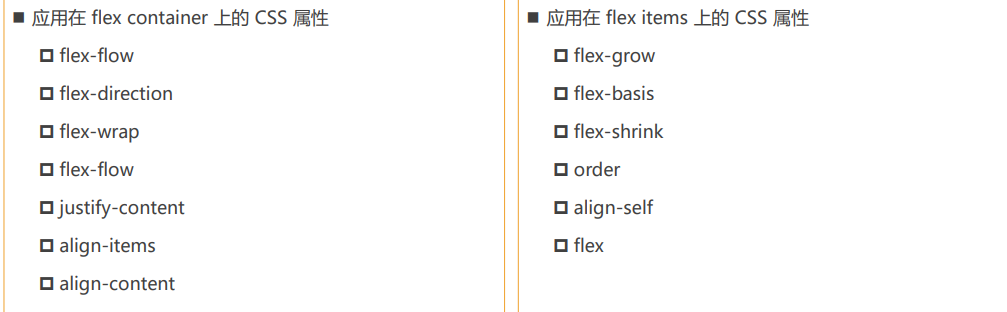 应用在 flex container 上的 CSS 属性
flex-flow
flex-direction
flex-wrap
flex-flow
justify-content
align-items
align-content
应用在 flex items 上的 CSS 属性
flex-grow
flex-basis
flex-shrink
order
align-self
flex